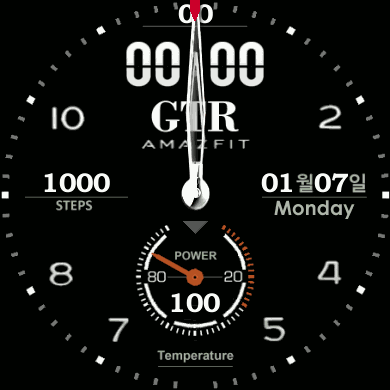 00
00 00
GTR
AMAZFIT
10 2
1000
STEPS
01월07일
Monday
POWER
80 20
100
8 4
7 5
Temperature